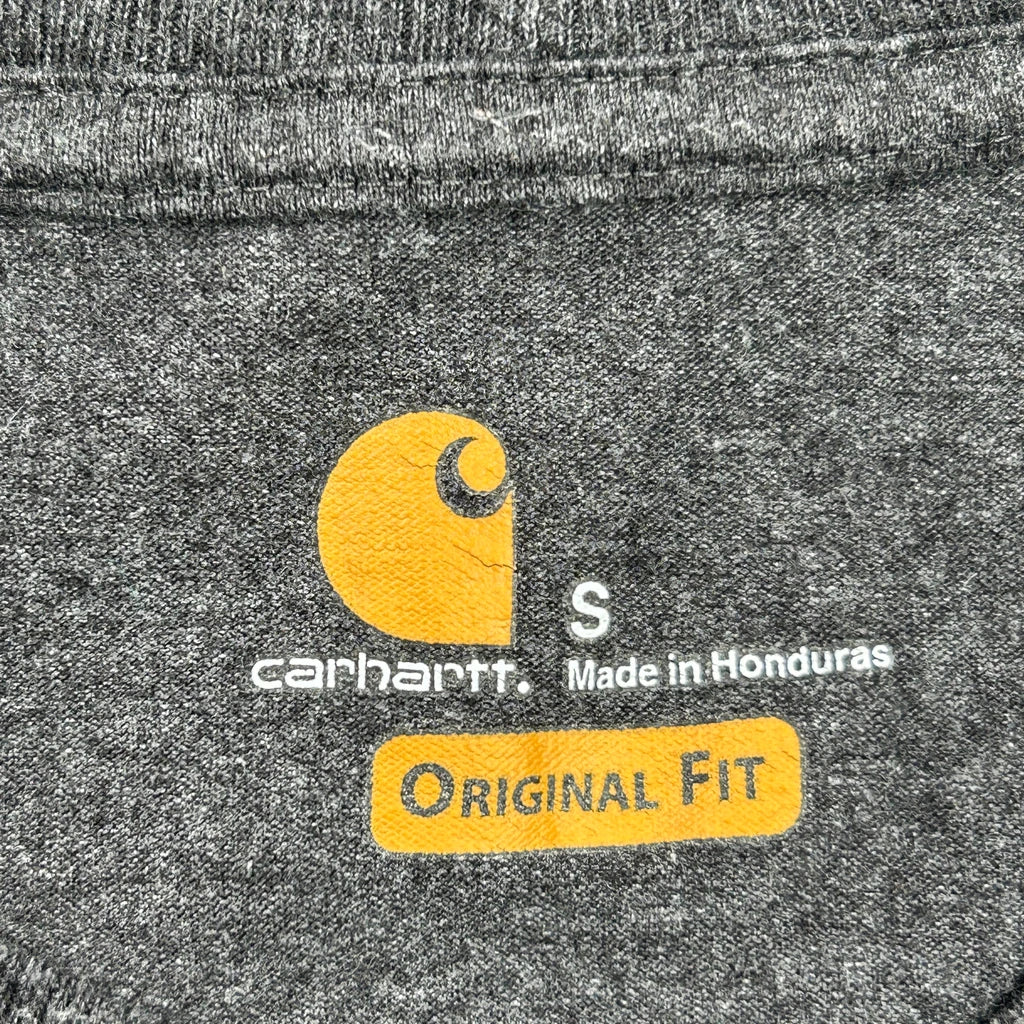 S
carhartt.
Made in Honduras
ORIGINAL FIT